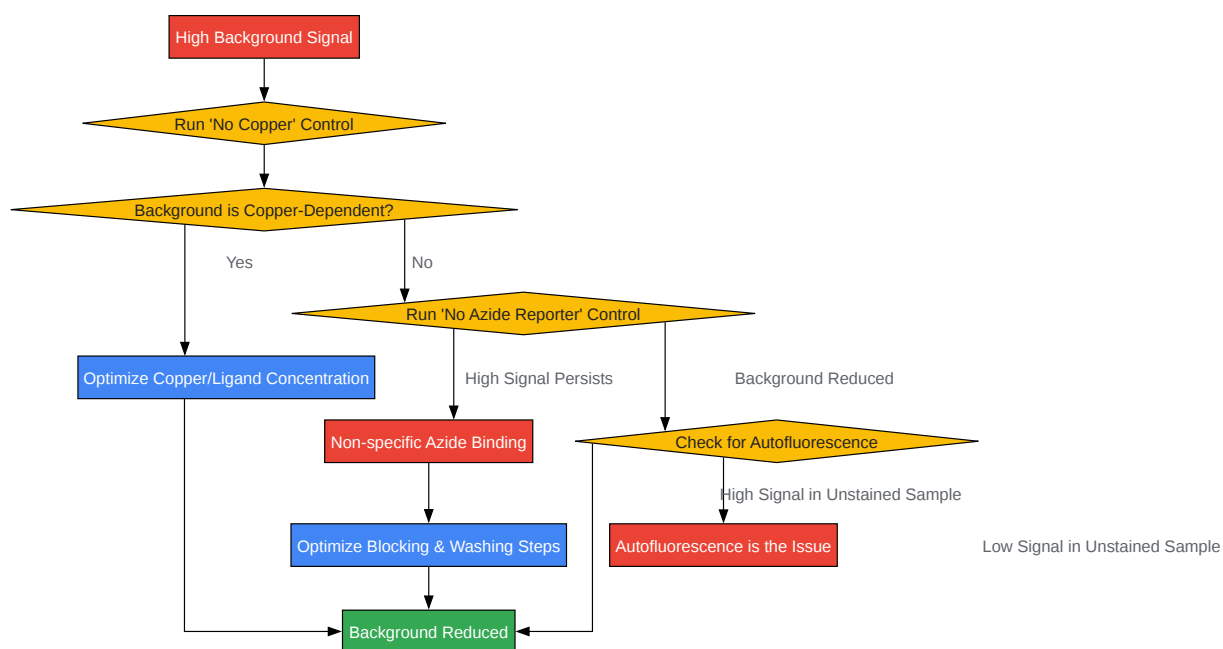 High Background Signal
Run 'No Copper' Control
Background is Copper-Dependent?
Yes
No
Run 'No Azide Reporter' Control
Optimize Copper/Ligand Concentration
High Signal Persists
Background Reduced
Non-specific Azide Binding
Check for Autofluorescence
High Signal in Unstained Sample
Optimize Blocking & Washing Steps
Autofluorescence is the Issue
Low Signal in Unstained Sample
Background Reduced